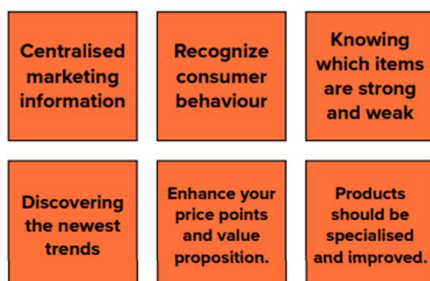 Centralised
marketing
information
Recognize
consumer
behaviour
Knowing
which items
are strong
and weak
Discovering
the newest
trends
Enhance your
price points
and value
proposition.
Products
should be
specialised
and improved.